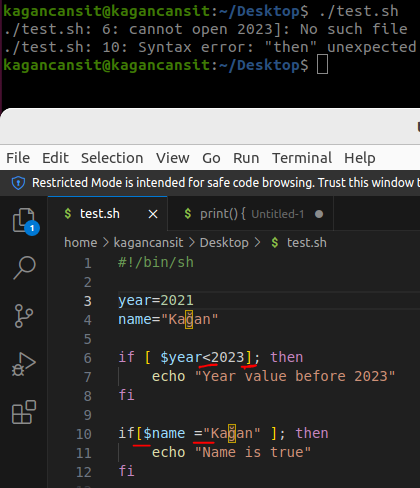 kagancansit@kagancansit:~/Desktop$ ./test.sh
./test.sh: 6: cannot open 2023]: No such file
./test.sh: 10: Syntax error: "then" unexpected
kagancansit@kagancansit:~/Desktop$
File Edit Selection View Go Run Terminal Help
Restricted Mode is intended for safe code browsing. Trust this window t
$ test.sh × $ print() { Untitled-1 ●
home > kagancansit > Desktop > $ test.sh
1 #!/bin/sh
2
3 year=2021
4 name="Kağan"
5
6 if [ $year<2023]; then
7 echo "Year value before 2023"
8 fi
9
10 if[$name ="Kağan" ]; then
11 echo "Name is true"
12 fi
1